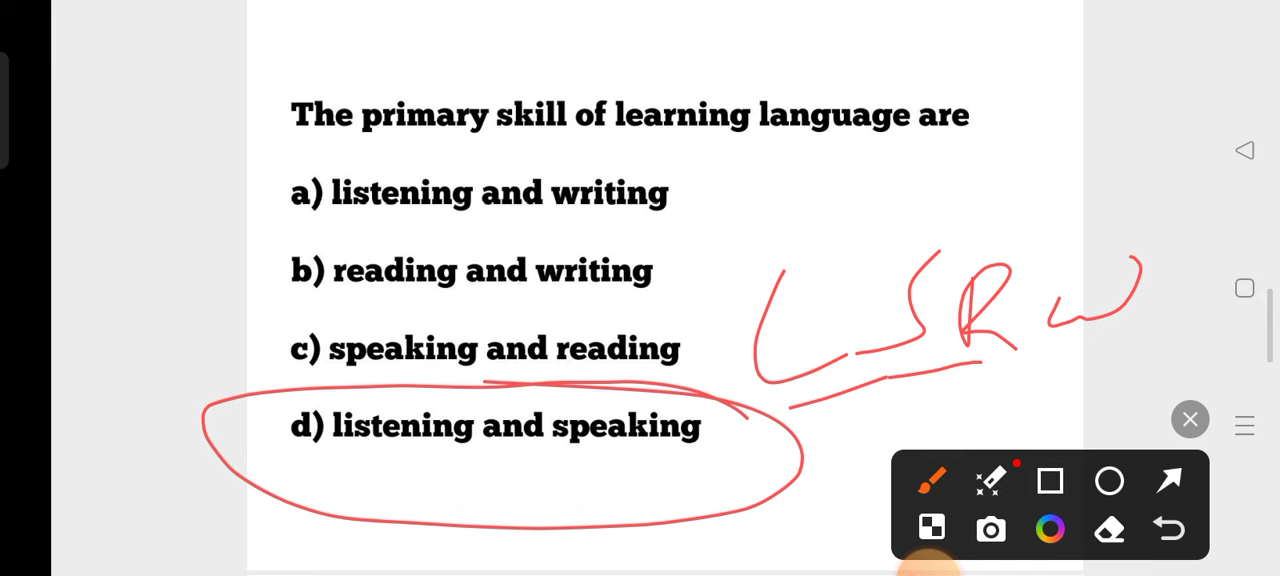 The primary skill of learning language are
a) listening and writing
b) reading and writing
LSRW
c) speaking and reading
d) listening and speaking